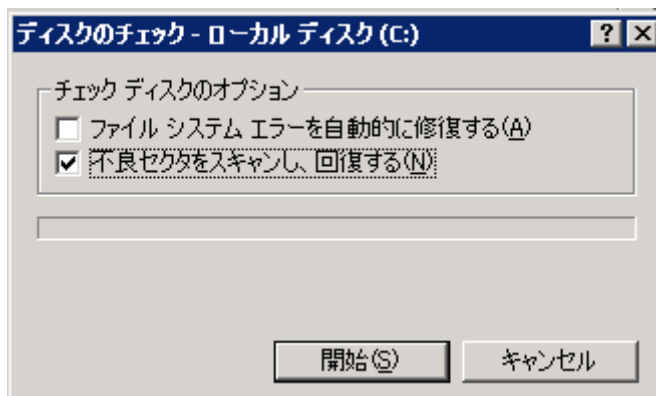 ディスクのチェック - ローカル ディスク (C:)
チェック ディスクのオプション
ファイル システム エラーを自動的に修復する(A)
不良セクタをスキャンし、回復する(N)
開始(S)
キャンセル